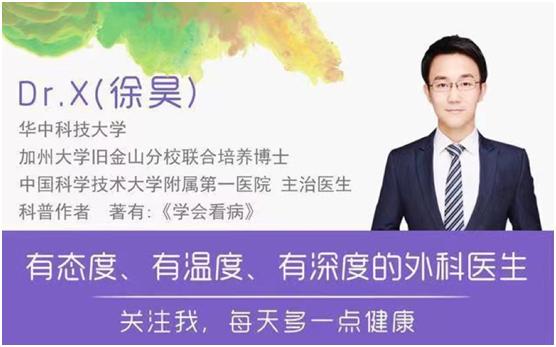 Dr.X(徐昊)
华中科技大学
加州大学旧金山分校联合培养博士
中国科学技术大学附属第一医院 主治医生
科普作者 著有:《学会看病》
有态度、有温度、有深度的外科医生
关注我，每天多一点健康